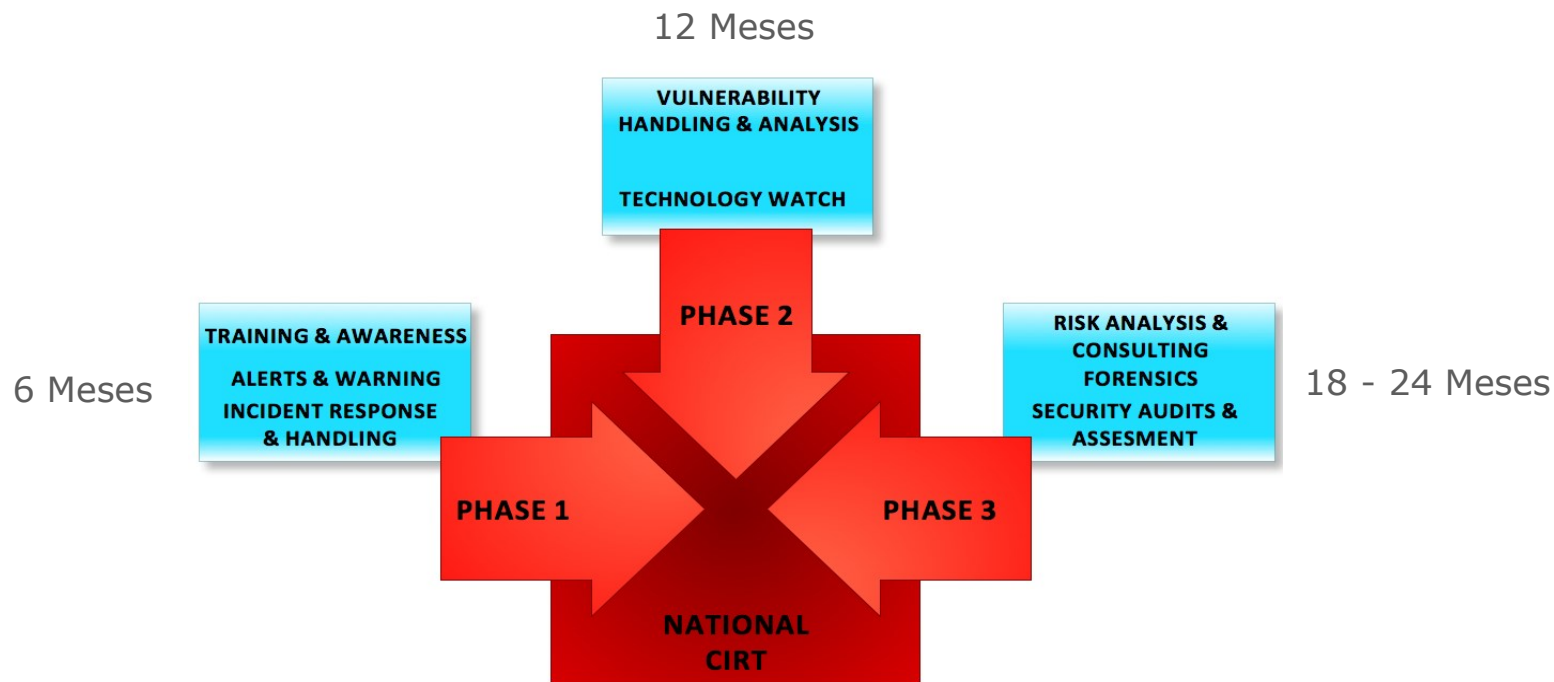 12 Meses
VULNERABILITY
HANDLING & ANALYSIS
TECHNOLOGY WATCH
PHASE 2
6 Meses
TRAINING & AWARENESS
ALERTS & WARNING
INCIDENT RESPONSE
& HANDLING
PHASE 1
RISK ANALYSIS &
CONSULTING
FORENSICS
SECURITY AUDITS &
ASSESMENT
18 - 24 Meses
PHASE 3
NATIONAL
CIRT